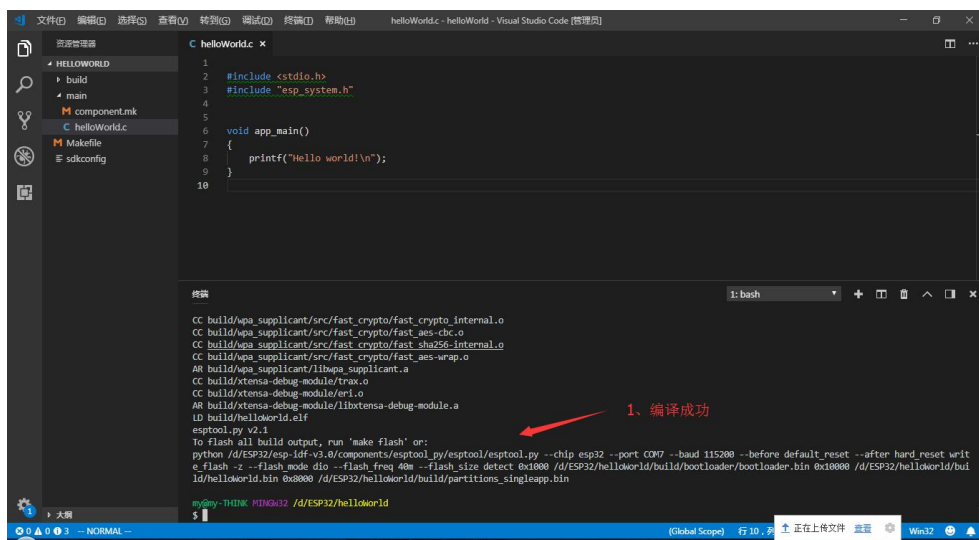 文件(F) 编辑(E) 选择(S) 查看(V) 转到(G) 调试(D) 终端(T) 帮助(H) helloWorld.c - helloWorld - Visual Studio Code [管理员]
资源管理器
C helloWorld.c ×
HELLOWORLD
build
main
M component.mk
C helloWorld.c
M Makefile
sdkconfig
1
2 #include <stdio.h>
3 #include "esp_system.h"
4
5
6 void app_main()
7 {
8 printf("Hello world!\n");
9 }
10
终端
1: bash
CC build/wpa_supplicant/src/fast_crypto/fast_crypto_internal.o
CC build/wpa_supplicant/src/fast_crypto/fast_aes-cbc.o
CC build/wpa_supplicant/src/fast_crypto/fast_sha256-internal.o
CC build/wpa_supplicant/src/fast_crypto/fast_aes-wrap.o
AR build/wpa_supplicant/libwpa_supplicant.a
CC build/xtensa-debug-module/trax.o
CC build/xtensa-debug-module/eri.o
AR build/xtensa-debug-module/libxtensa-debug-module.a
LD build/helloWorld.elf
esptool.py v2.1
To flash all build output, run 'make flash' or:
python /d/ESP32/esp-idf-v3.0/components/esptool_py/esptool/esptool.py --chip esp32 --port COM7 --baud 115200 --before default_reset --after hard_reset writ
e_flash -z --flash_mode dio --flash_freq 40m --flash_size detect 0x1000 /d/ESP32/helloWorld/build/bootloader/bootloader.bin 0x10000 /d/ESP32/helloWorld/bui
ld/helloWorld.bin 0x8000 /d/ESP32/helloWorld/build/partitions_singleapp.bin
1、编译成功
my@my-THINK MINGW32 /d/ESP32/helloWorld
$
1
大纲
0 0 3 -- NORMAL --
(Global Scope) 行 10，列
正在上传文件 查看
Win32